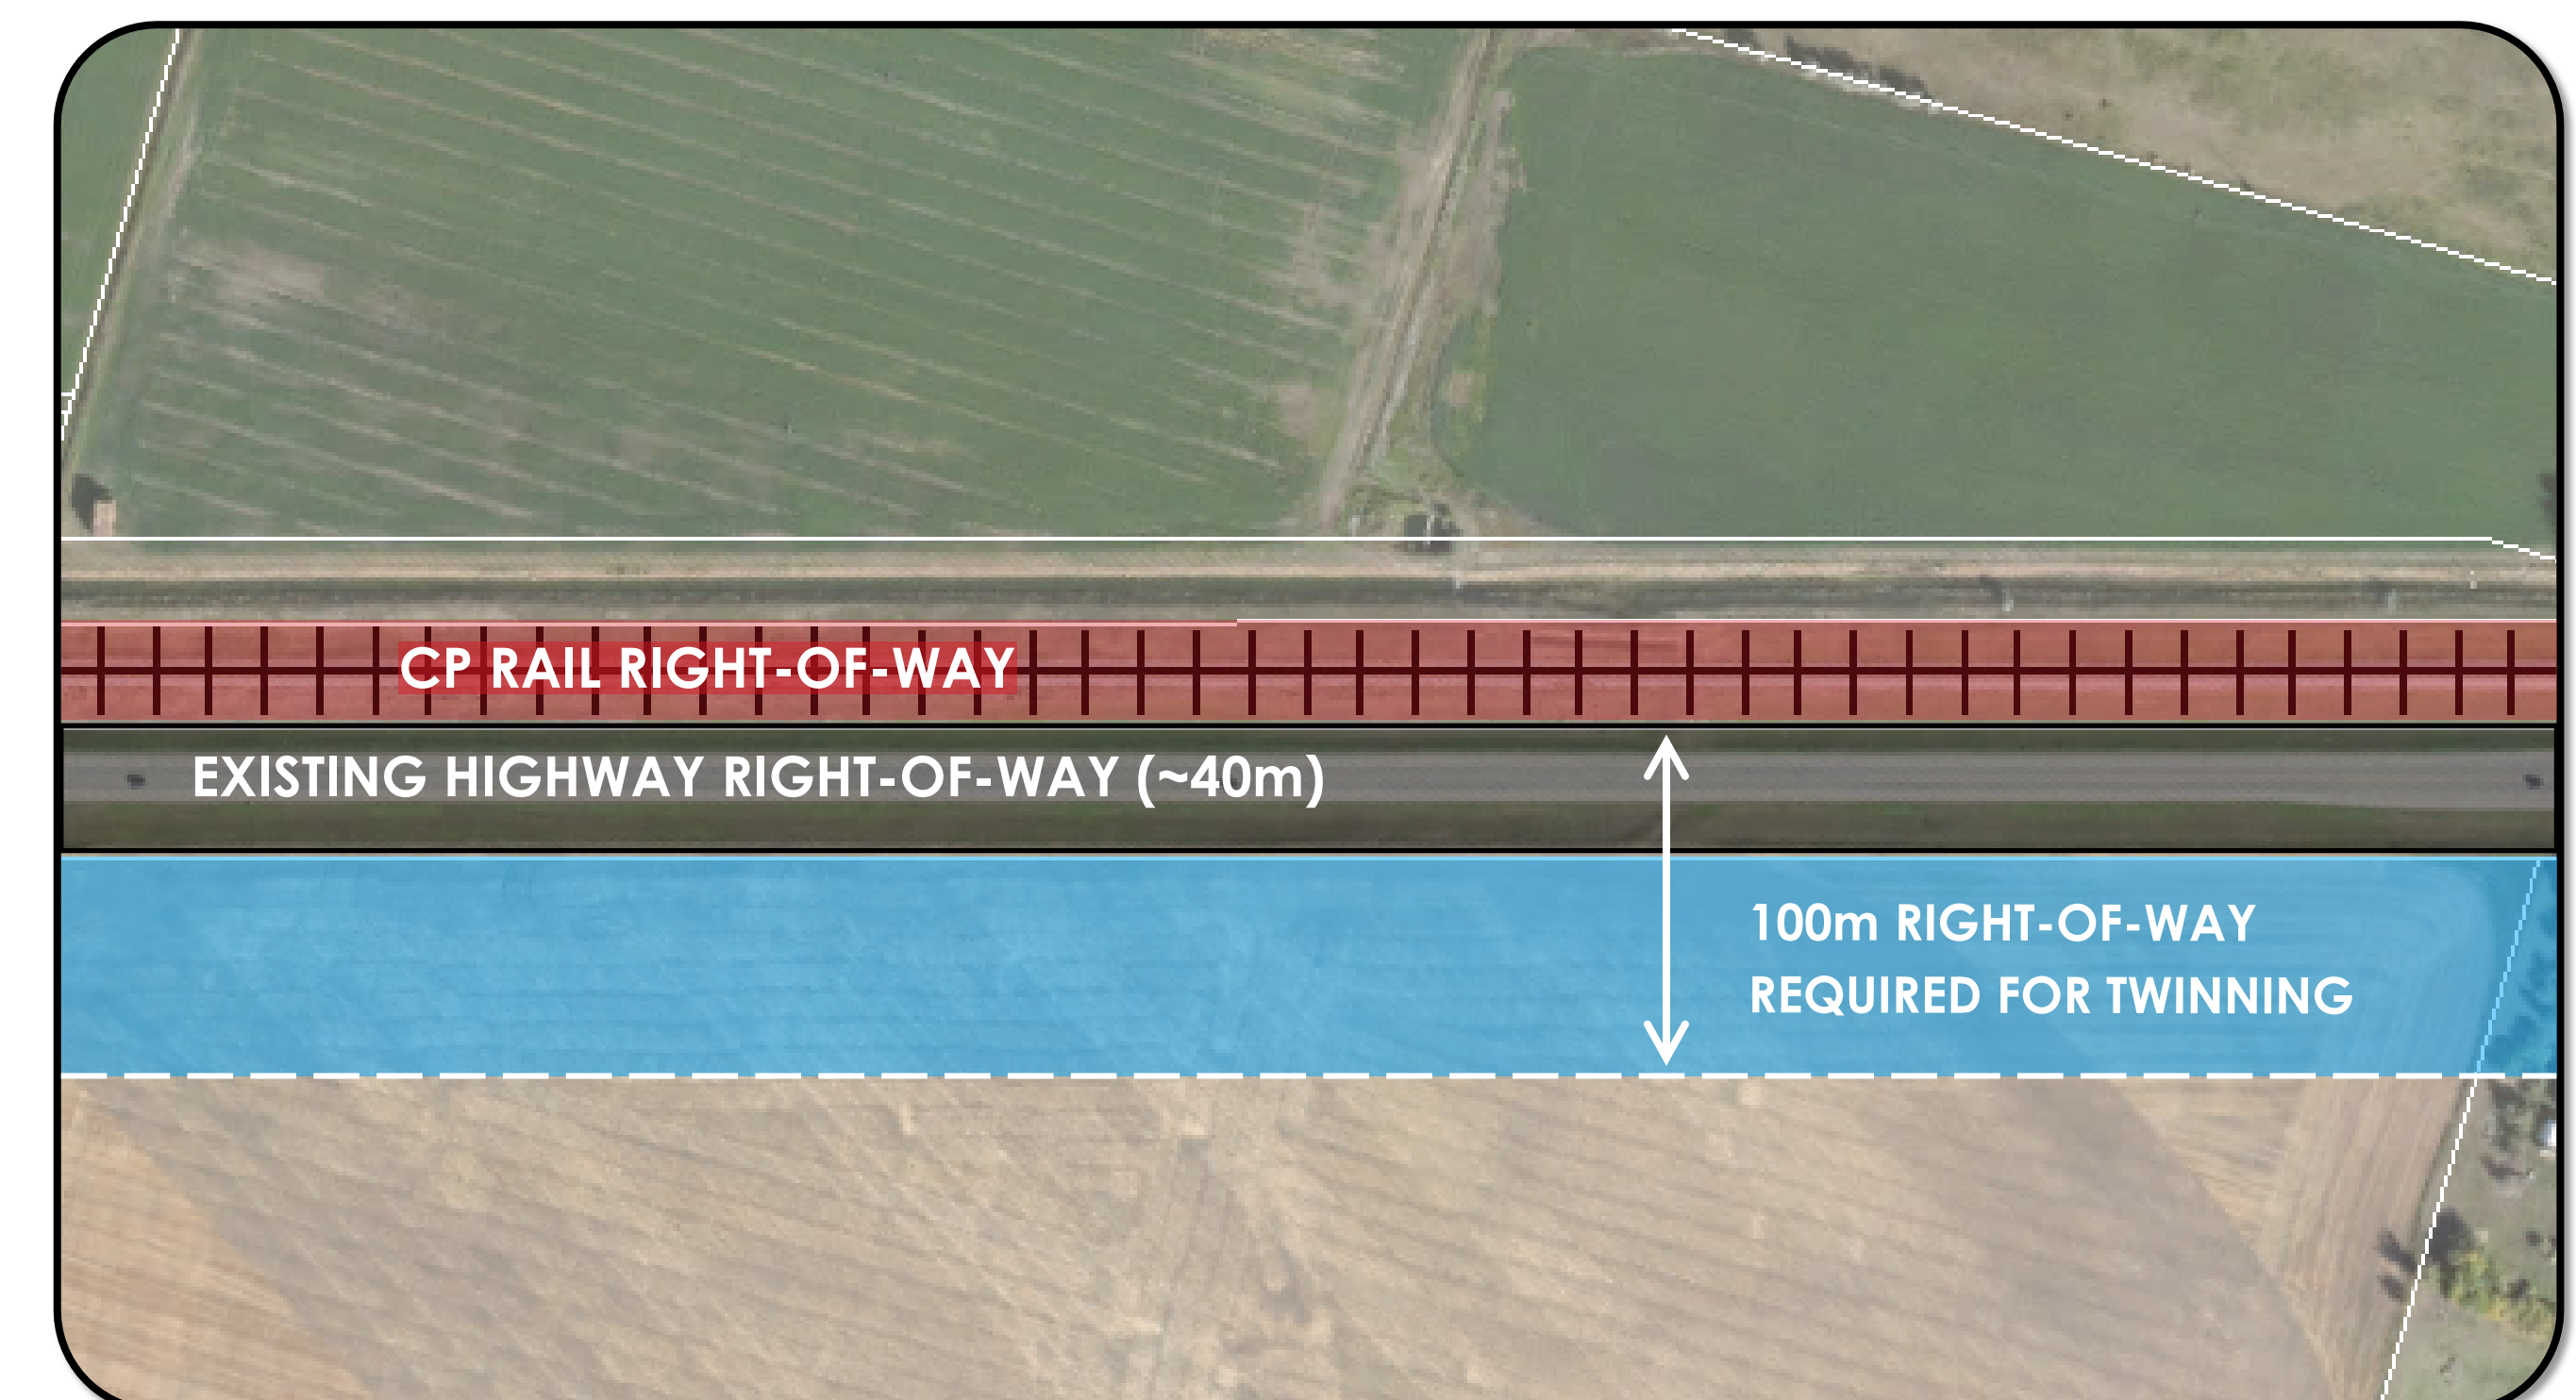 CP RAIL RIGHT-OF-WAY
EXISTING HIGHWAY RIGHT-OF-WAY (~40m)
100m RIGHT-OF-WAY
REQUIRED FOR TWINNING